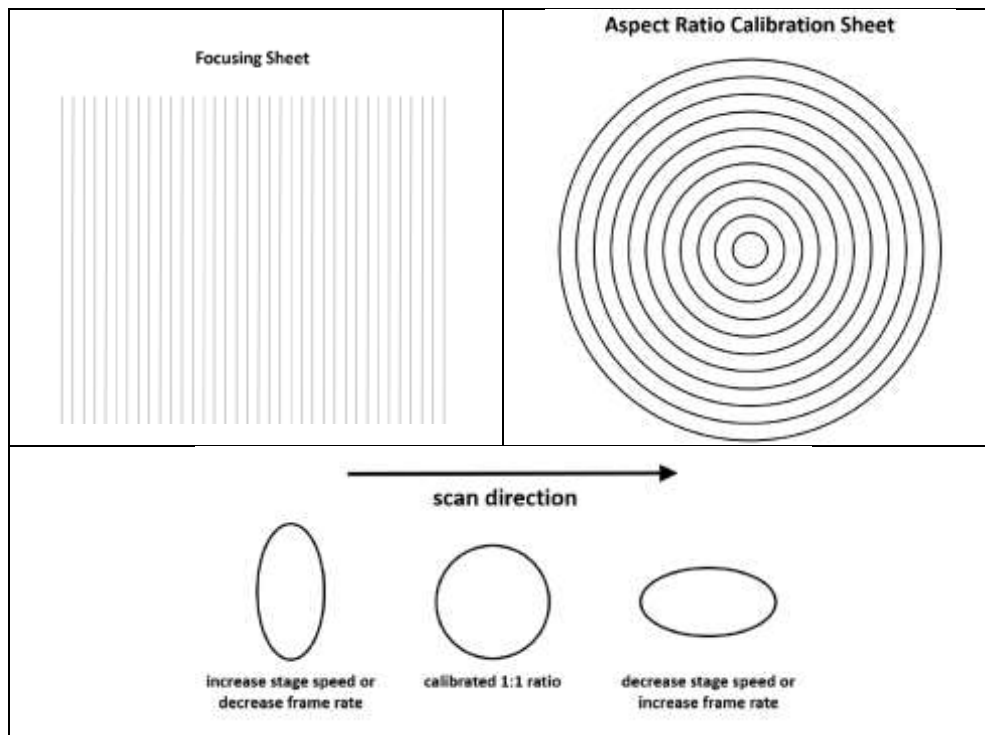 Focusing Sheet
Aspect Ratio Calibration Sheet
scan direction
increase stage speed or
decrease frame rate
calibrated 1:1 ratio
decrease stage speed or
increase frame rate